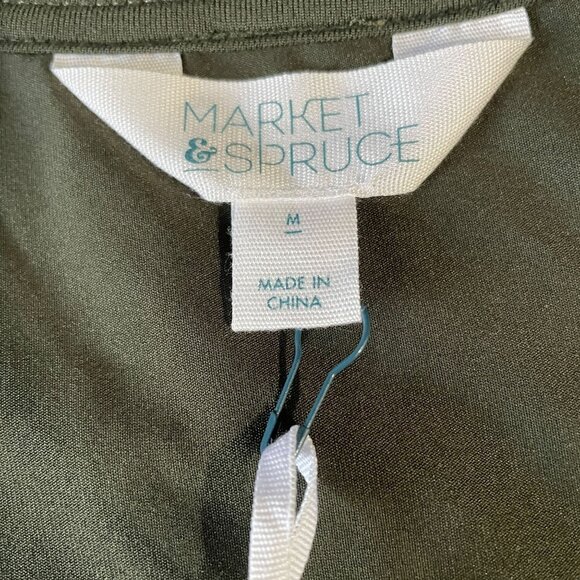 MARKET
& SPRUCE
M
MADE IN
CHINA